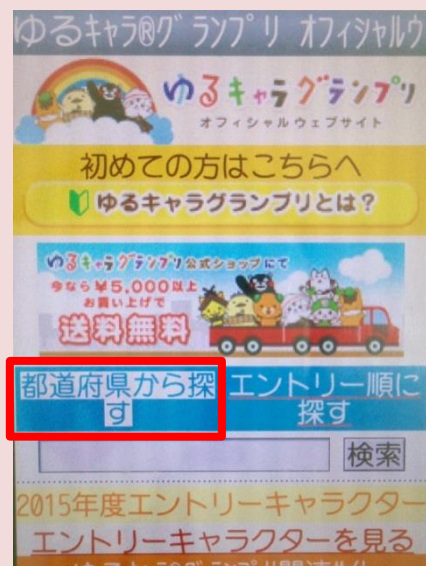 ゆるキャラ®グランプリ オフィシャルウ
ゆるキャラグランプリ
オフィシャルウェブサイト
初めての方はこちらへ
ゆるキャラグランプリとは?
ゆるキャラグランプリ公式ショップにて
今なら¥5,000以上
お買い上げで
送料無料
都道府県から探
す
エントリー順に
探す
検索
2015年度エントリーキャラクター
エントリーキャラクターを見る